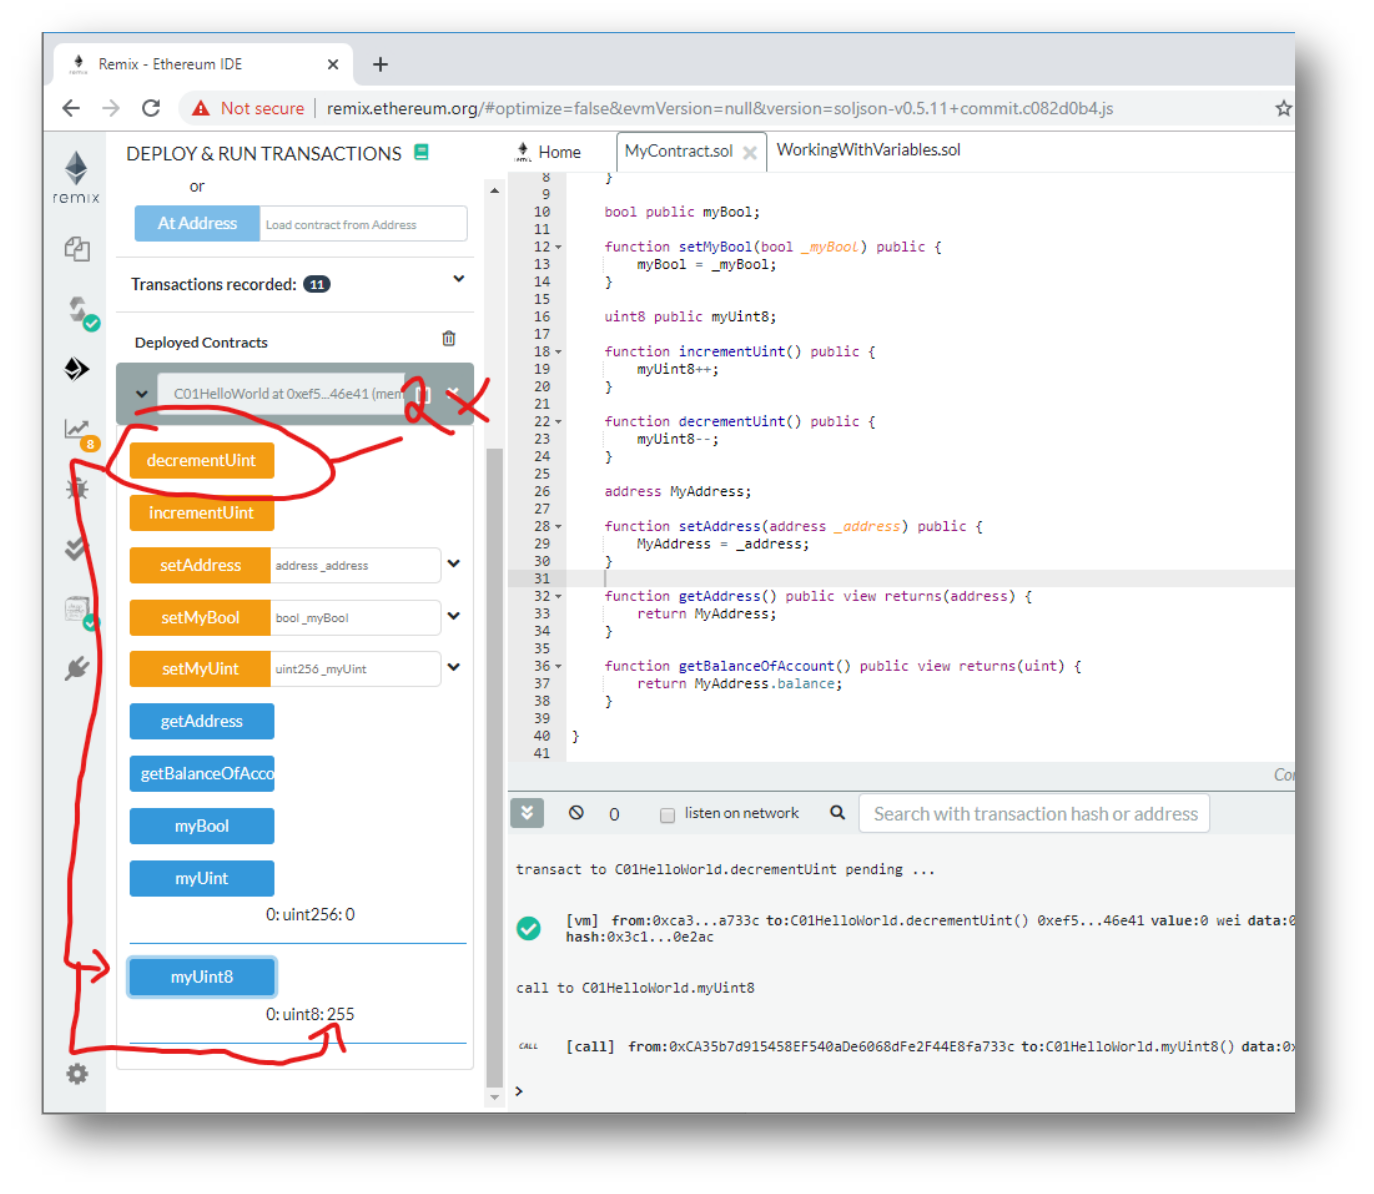 Remix - Ethereum IDE
Not secure | remix.ethereum.org/#optimize=false&evmVersion=null&version=soljson-v0.5.11+commit.c082d0b4.js
remix
DEPLOY & RUN TRANSACTIONS
or
At Address Load contract from Address
Transactions recorded: 11
Deployed Contracts
C01HelloWorld at 0xef5...46e41 (mem
2x
8
decrementUint
incrementUint
setAddress address _address
setMyBool bool _myBool
setMyUint uint256 _myUint
getAddress
getBalanceOfAcco
myBool
myUint
0: uint256: 0
myUint8
0: uint8: 255
Home MyContract.sol WorkingWithVariables.sol
8 }
9
10 bool public myBool;
11
12 function setMyBool(bool _myBool) public {
13 myBool = _myBool;
14 }
15
16 uint8 public myUint8;
17
18 function incrementUint() public {
19 myUint8++;
20 }
21
22 function decrementUint() public {
23 myUint8--;
24 }
25
26 address MyAddress;
27
28 function setAddress(address _address) public {
29 MyAddress = _address;
30 }
31
32 function getAddress() public view returns(address) {
33 return MyAddress;
34 }
35
36 function getBalanceOfAccount() public view returns(uint) {
37 return MyAddress.balance;
38 }
39
40 }
41
0 listen on network Search with transaction hash or address
transact to C01HelloWorld.decrementUint pending ...
[vm] from:0xca3...a733c to:C01HelloWorld.decrementUint() 0xef5...46e41 value:0 wei data:0
hash:0x3c1...0e2ac
call to C01HelloWorld.myUint8
CALL [call] from:0xCA35b7d915458EF540aDe6068dFe2F44E8fa733c to:C01HelloWorld.myUint8() data:0x
>